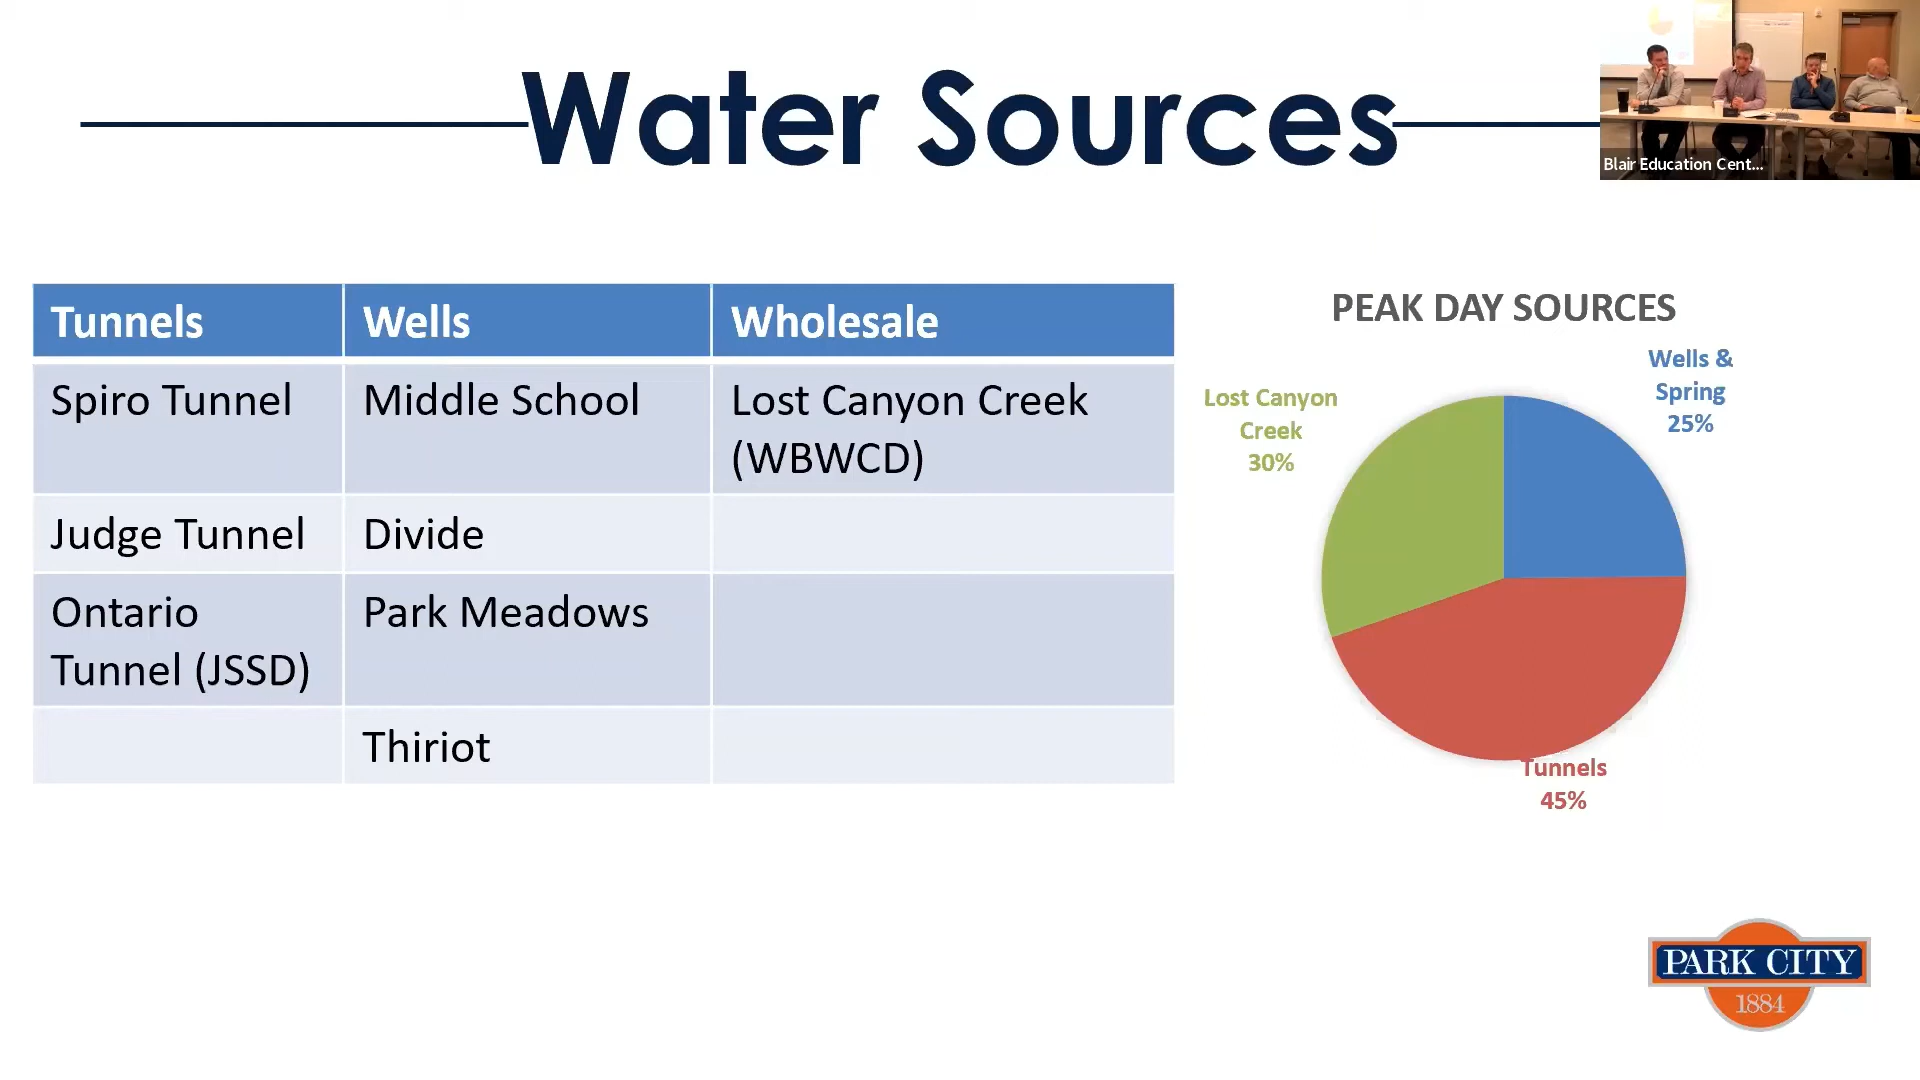 Water Sources
Blair Education Cent...
Tunnels
Wells
Wholesale
Spiro Tunnel
Middle School
Lost Canyon Creek
(WBWCD)
Judge Tunnel
Divide
Ontario
Tunnel (JSSD)
Park Meadows
Thiriot
PEAK DAY SOURCES
Wells &
Spring
25%
Lost Canyon
Creek
30%
Tunnels
45%
PARK CITY
1884